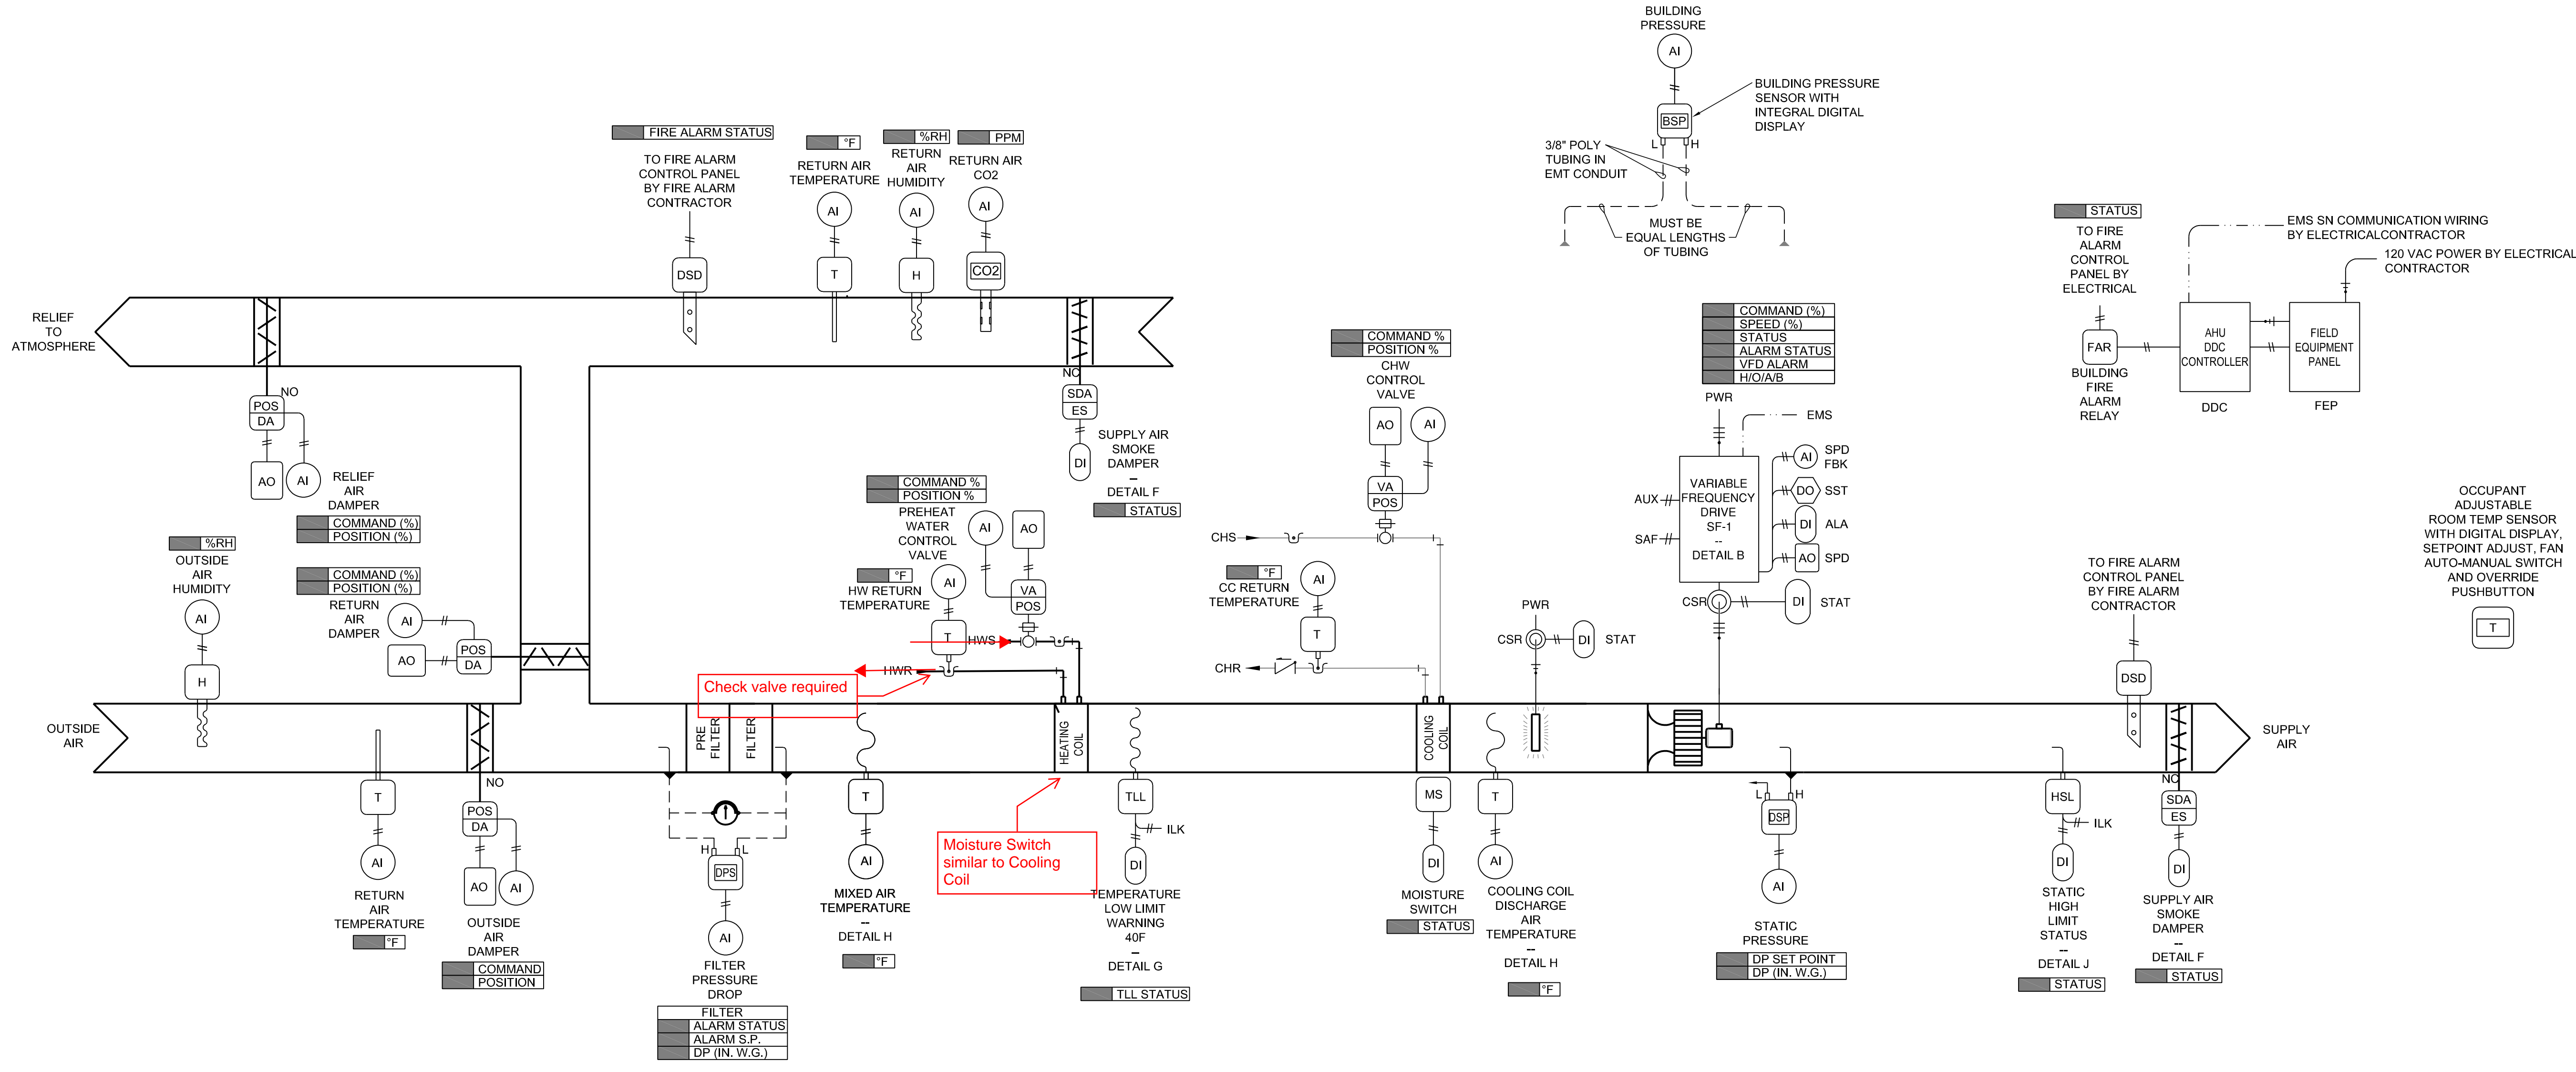 BUILDING
PRESSURE
AI
BSP
L H
BUILDING PRESSURE
SENSOR WITH
INTEGRAL DIGITAL
DISPLAY
3/8" POLY
TUBING IN
EMT CONDUIT
MUST BE
EQUAL LENGTHS
OF TUBING
FIRE ALARM STATUS
TO FIRE ALARM
CONTROL PANEL
BY FIRE ALARM
CONTRACTOR
DSD
°F
RETURN AIR
TEMPERATURE
AI
T
%RH
RETURN
AIR
HUMIDITY
AI
H
PPM
RETURN AIR
CO2
AI
CO2
RELIEF
TO
ATMOSPHERE
NO
POS
DA
AO
AI
RELIEF
AIR
DAMPER
COMMAND (%)
POSITION (%)
NO
SDA
ES
DI
SUPPLY AIR
SMOKE
DAMPER
–
DETAIL F
STATUS
STATUS
TO FIRE
ALARM
CONTROL
PANEL BY
ELECTRICAL
FAR
BUILDING
FIRE
ALARM
RELAY
EMS SN COMMUNICATION WIRING
BY ELECTRICALCONTRACTOR
120 VAC POWER BY ELECTRICAL
CONTRACTOR
AHU
DDC
CONTROLLER
DDC
FIELD
EQUIPMENT
PANEL
FEP
COMMAND (%)
SPEED (%)
STATUS
ALARM STATUS
VFD ALARM
H/O/A/B
PWR
EMS
VARIABLE
FREQUENCY
DRIVE
SF-1
--
DETAIL B
AUX
SAF
AI
SPD
FBK
DO
SST
DI
ALA
AO
SPD
CSR
DI
STAT
COMMAND %
POSITION %
CHW
CONTROL
VALVE
AO
AI
VA
POS
CHS
°F
CC RETURN
TEMPERATURE
AI
T
CHR
PWR
CSR
DI
STAT
COMMAND %
POSITION %
PREHEAT
WATER
CONTROL
VALVE
AI
AO
VA
POS
°F
HW RETURN
TEMPERATURE
AI
T
HWS
HWR
Check valve required
%RH
OUTSIDE
AIR
HUMIDITY
AI
H
COMMAND (%)
POSITION (%)
RETURN
AIR
DAMPER
AI
AO
POS
DA
OCCUPANT
ADJUSTABLE
ROOM TEMP SENSOR
WITH DIGITAL DISPLAY,
SETPOINT ADJUST, FAN
AUTO-MANUAL SWITCH
AND OVERRIDE
PUSHBUTTON
T
TO FIRE ALARM
CONTROL PANEL
BY FIRE ALARM
CONTRACTOR
DSD
OUTSIDE
AIR
PRE
FILTER
FILTER
HEATING
COIL
COOLING
COIL
SUPPLY
AIR
T
AI
RETURN
AIR
TEMPERATURE
°F
NO
POS
DA
AO
AI
OUTSIDE
AIR
DAMPER
COMMAND
POSITION
H L
DPS
AI
FILTER
PRESSURE
DROP
FILTER
ALARM STATUS
ALARM S.P.
DP (IN. W.G.)
T
AI
MIXED AIR
TEMPERATURE
--
DETAIL H
°F
Moisture Switch
similar to Cooling
Coil
TLL
ILK
DI
TEMPERATURE
LOW LIMIT
WARNING
40F
–
DETAIL G
TLL STATUS
MS
DI
MOISTURE
SWITCH
STATUS
T
AI
COOLING COIL
DISCHARGE
AIR
TEMPERATURE
--
DETAIL H
°F
L H
DSP
AI
STATIC
PRESSURE
DP SET POINT
DP (IN. W.G.)
HSL
ILK
DI
STATIC
HIGH
LIMIT
STATUS
--
DETAIL J
STATUS
NO
SDA
ES
DI
SUPPLY AIR
SMOKE
DAMPER
--
DETAIL F
STATUS